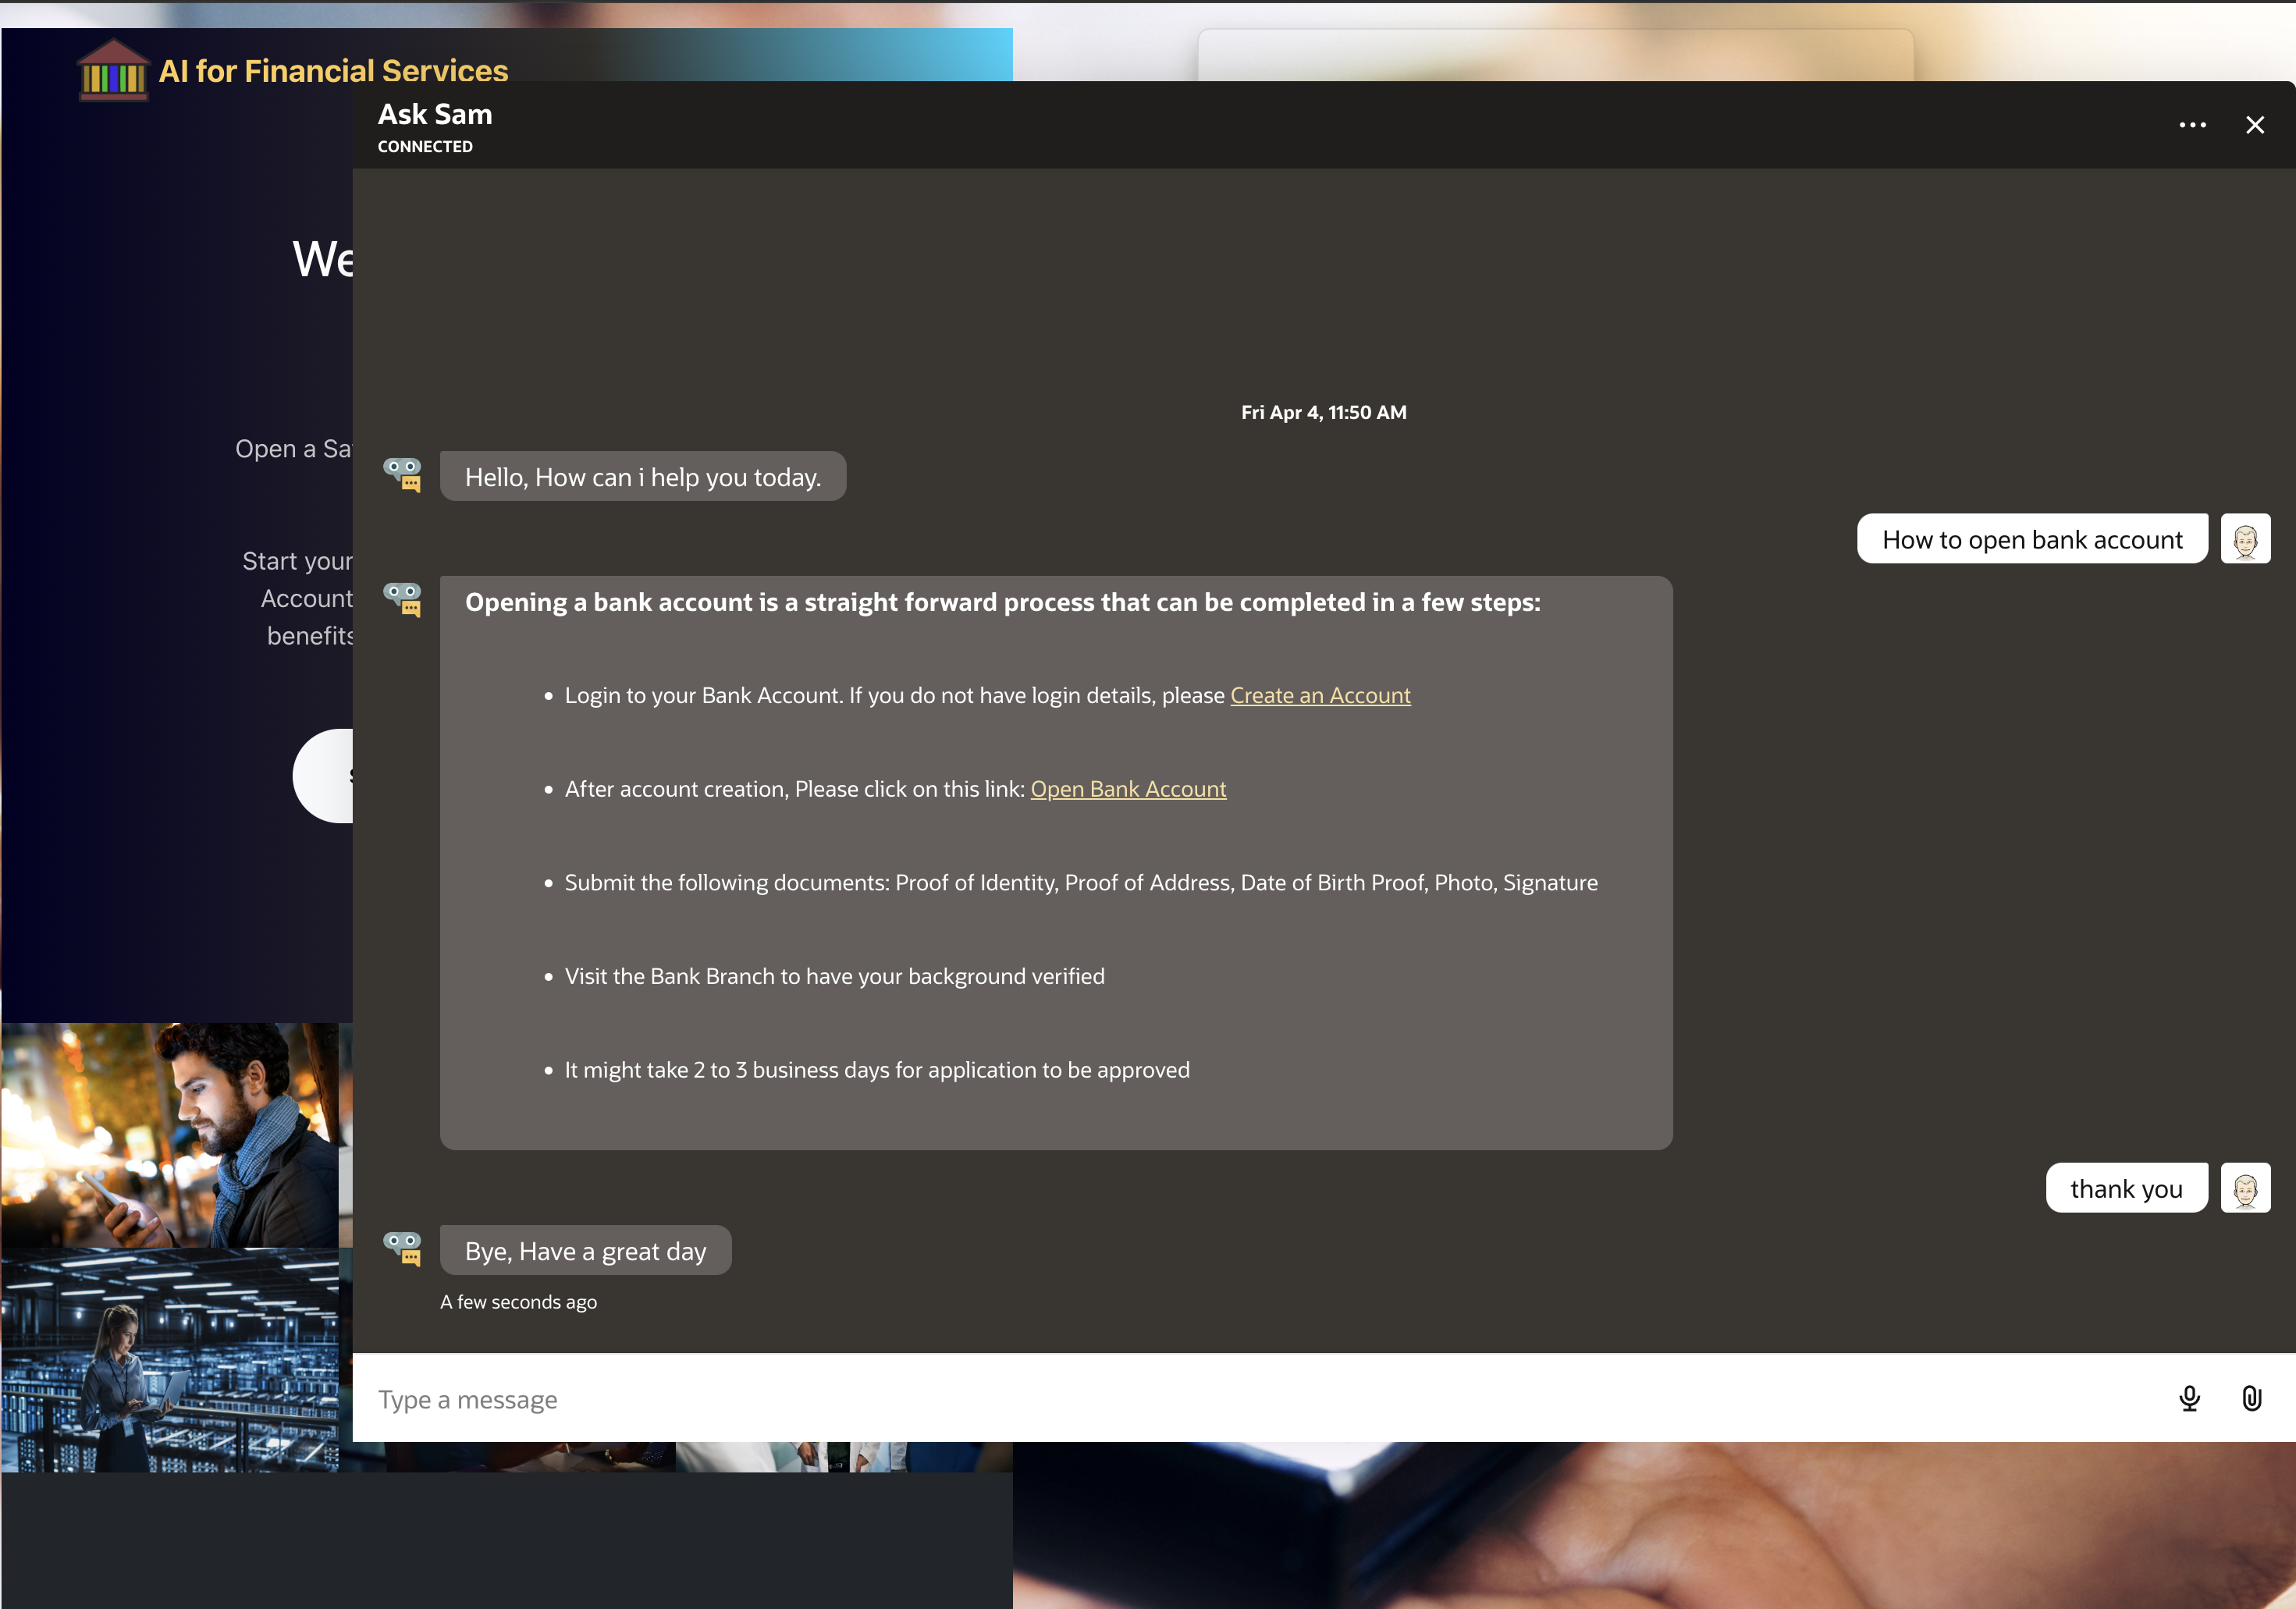 AI for Financial Services
Ask Sam
CONNECTED
We
Open a Sa
Start your
Account
benefits
Fri Apr 4, 11:50 AM
Hello, How can i help you today.
How to open bank account
Opening a bank account is a straight forward process that can be completed in a few steps:
• Login to your Bank Account. If you do not have login details, please Create an Account
• After account creation, Please click on this link: Open Bank Account
• Submit the following documents: Proof of Identity, Proof of Address, Date of Birth Proof, Photo, Signature
• Visit the Bank Branch to have your background verified
• It might take 2 to 3 business days for application to be approved
thank you
Bye, Have a great day
A few seconds ago
Type a message